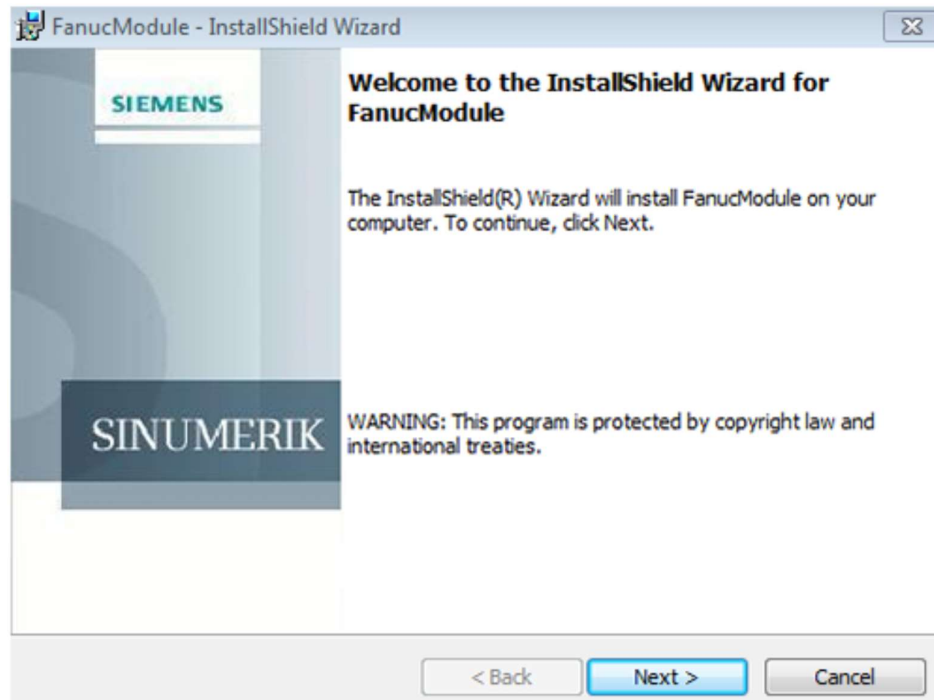 FanucModule - InstallShield Wizard
SIEMENS
SINUMERIK
Welcome to the InstallShield Wizard for
FanucModule
The InstallShield(R) Wizard will install FanucModule on your
computer. To continue, click Next.
WARNING: This program is protected by copyright law and
international treaties.
< Back
Next >
Cancel